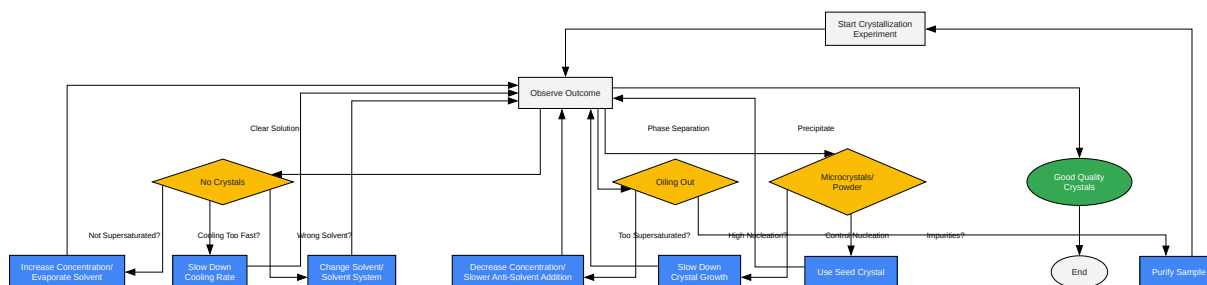 Start Crystallization
Experiment
Observe Outcome
Clear Solution
Phase Separation
Precipitate
No Crystals
Oiling Out
Microcrystals/
Powder
Good Quality
Crystals
Not Supersaturated?
Cooling Too Fast?
Wrong Solvent?
Too Supersaturated?
High Nucleation?
Control Nucleation
Impurities?
Increase Concentration/
Evaporate Solvent
Slow Down
Cooling Rate
Change Solvent/
Solvent System
Decrease Concentration/
Slower Anti-Solvent Addition
Slow Down
Crystal Growth
Use Seed Crystal
End
Purify Sample